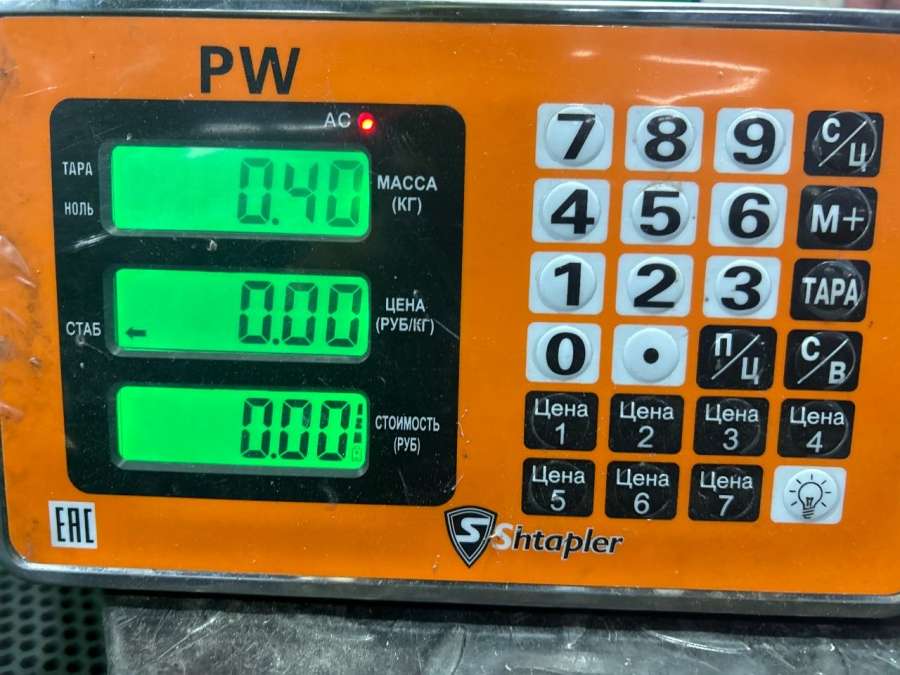 PW
AC
ТАРА
НОЛЬ
0.40
МАССА
(КГ)
СТАБ
0.00
ЦЕНА
(РУБ/КГ)
0.00
СТОИМОСТЬ
(РУБ)
7 8 9 С/Ц
4 5 6 М+
1 2 3 ТАРА
0 . П/Ц С/В
Цена 1
Цена 2
Цена 3
Цена 4
Цена 5
Цена 6
Цена 7
EAC
S Shtapler